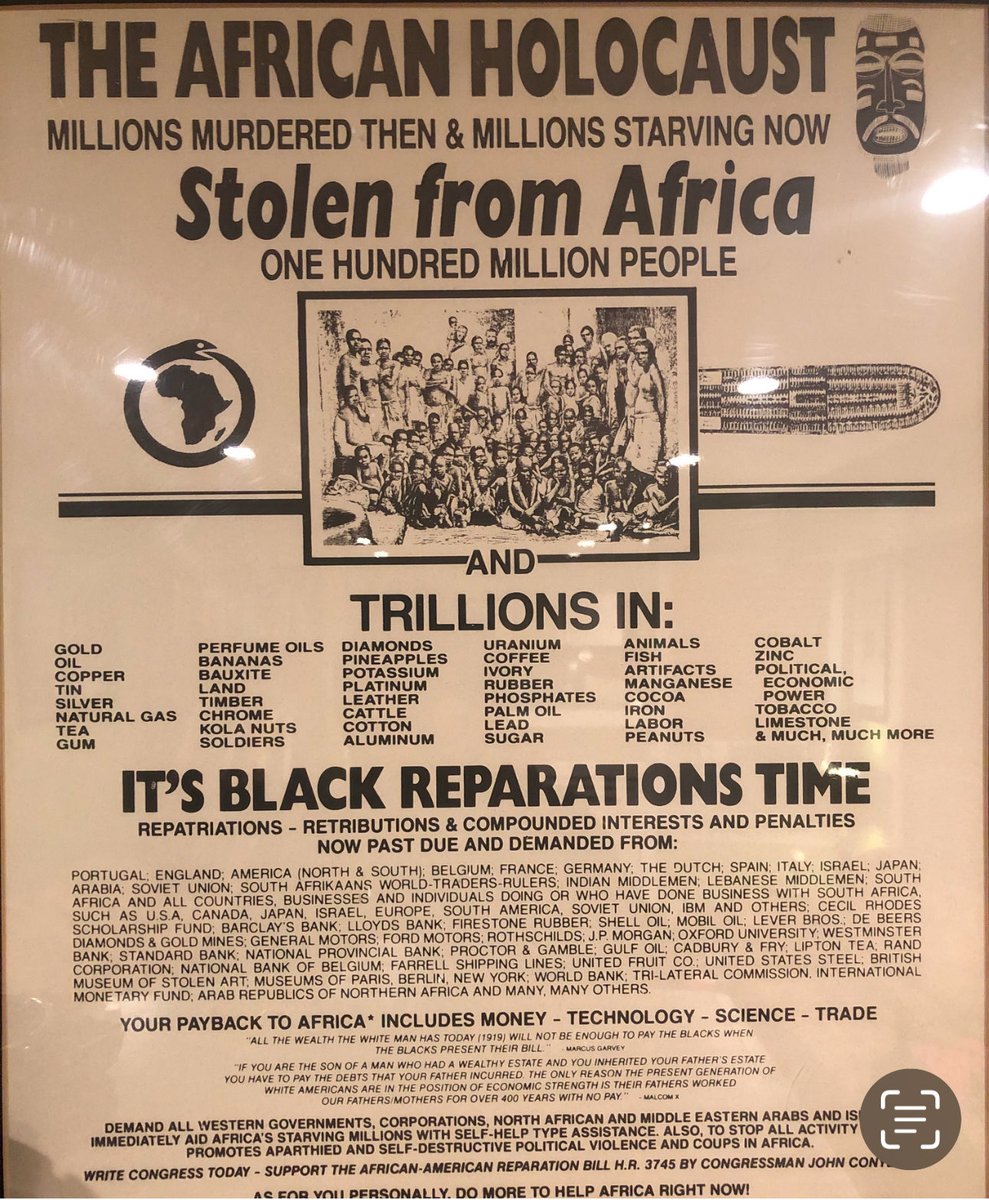 THE AFRICAN HOLOCAUST
MILLIONS MURDERED THEN & MILLIONS STARVING NOW
Stolen from Africa
ONE HUNDRED MILLION PEOPLE
AND
TRILLIONS IN:
GOLD
OIL
COPPER
TIN
SILVER
NATURAL GAS
TEA
GUM
PERFUME OILS
BANANAS
BAUXITE
LAND
TIMBER
CHROME
KOLA NUTS
SOLDIERS
DIAMONDS
PINEAPPLES
POTASSIUM
PLATINUM
LEATHER
CATTLE
COTTON
ALUMINUM
URANIUM
COFFEE
IVORY
RUBBER
PHOSPHATES
PALM OIL
LEAD
SUGAR
ANIMALS
FISH
ARTIFACTS
MANGANESE
COCOA
IRON
LABOR
PEANUTS
COBALT
ZINC
POLITICAL,
ECONOMIC
POWER
TOBACCO
LIMESTONE
& MUCH, MUCH MORE
IT'S BLACK REPARATIONS TIME
REPATRIATIONS - RETRIBUTIONS & COMPOUNDED INTERESTS AND PENALTIES
NOW PAST DUE AND DEMANDED FROM:
PORTUGAL; ENGLAND; AMERICA (NORTH & SOUTH); BELGIUM; FRANCE; GERMANY; THE DUTCH; SPAIN; ITALY; ISRAEL; JAPAN;
ARABIA; SOVIET UNION; SOUTH AFRIKAANS WORLD-TRADERS-RULERS; INDIAN MIDDLEMEN; LEBANESE MIDDLEMEN; SOUTH
AFRICA AND ALL COUNTRIES, BUSINESSES AND INDIVIDUALS DOING OR WHO HAVE DONE BUSINESS WITH SOUTH AFRICA,
SUCH AS U.S.A, CANADA, JAPAN, ISRAEL, EUROPE, SOUTH AMERICA, SOVIET UNION, IBM AND OTHERS; CECIL RHODES
SCHOLARSHIP FUND; BARCLAY'S BANK; LLOYDS BANK; FIRESTONE RUBBER; SHELL OIL; MOBIL OIL; LEVER BROS.; DE BEERS
DIAMONDS & GOLD MINES; GENERAL MOTORS; FORD MOTORS; ROTHSCHILDS; J.P. MORGAN; OXFORD UNIVERSITY; WESTMINSTER
BANK; STANDARD BANK; NATIONAL PROVINCIAL BANK; PROCTOR & GAMBLE; GULF OIL; CADBURY & FRY; LIPTON TEA; RAND
CORPORATION; NATIONAL BANK OF BELGIUM; FARRELL SHIPPING LINES; UNITED FRUIT CO.; UNITED STATES STEEL; BRITISH
MUSEUM OF STOLEN ART; MUSEUMS OF PARIS, BERLIN, NEW YORK; WORLD BANK; TRI-LATERAL COMMISSION, INTERNATIONAL
MONETARY FUND; ARAB REPUBLICS OF NORTHERN AFRICA AND MANY, MANY OTHERS.
YOUR PAYBACK TO AFRICA* INCLUDES MONEY - TECHNOLOGY - SCIENCE - TRADE
"ALL THE WEALTH THE WHITE MAN HAS TODAY (1919) WILL NOT BE ENOUGH TO PAY THE BLACKS WHEN
THE BLACKS PRESENT THEIR BILL." - MARCUS GARVEY
"IF YOU ARE THE SON OF A MAN WHO HAD A WEALTHY ESTATE AND YOU INHERITED YOUR FATHER'S ESTATE
YOU HAVE TO PAY THE DEBTS THAT YOUR FATHER INCURRED. THE ONLY REASON THE PRESENT GENERATION OF
WHITE AMERICANS ARE IN THE POSITION OF ECONOMIC STRENGTH IS THEIR FATHERS WORKED
OUR FATHERS/MOTHERS FOR OVER 400 YEARS WITH NO PAY." - MALCOM X
DEMAND ALL WESTERN GOVERNMENTS, CORPORATIONS, NORTH AFRICAN AND MIDDLE EASTERN ARABS AND
IMMEDIATELY AID AFRICA'S STARVING MILLIONS WITH SELF-HELP TYPE ASSISTANCE. ALSO, TO STOP ALL ACTIVITY
PROMOTES APARTHIED AND SELF-DESTRUCTIVE POLITICAL VIOLENCE AND COUPS IN AFRICA.
WRITE CONGRESS TODAY - SUPPORT THE AFRICAN-AMERICAN REPARATION BILL H.R. 3745 BY CONGRESSMAN JOHN
AS FOR YOU PERSONALLY, DO MORE TO HELP AFRICA RIGHT NOW!